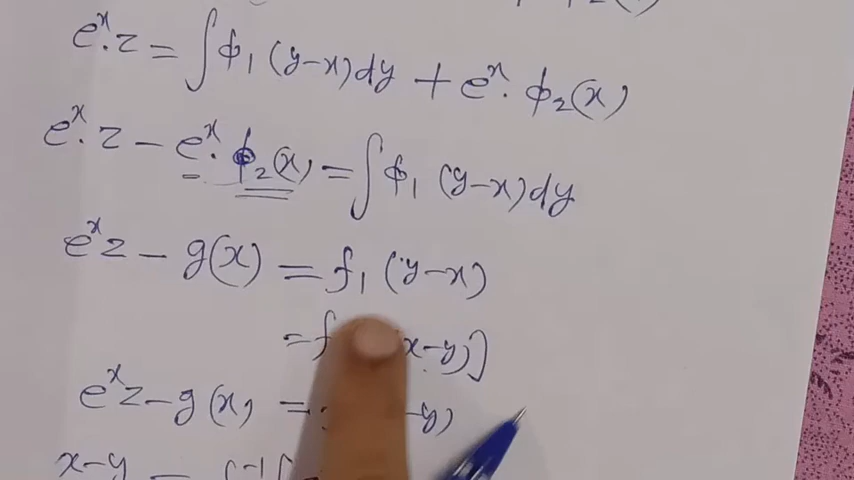 e^x.z = ∫ϕ₁(y-x)dy + e^x.ϕ₂(x)
e^x.z - e^x.ϕ₂(x) = ∫ϕ₁(y-x)dy
e^x z - g(x) = f₁(y-x)
= f x-y)]
e^x z - g(x) = -y)
x-y =